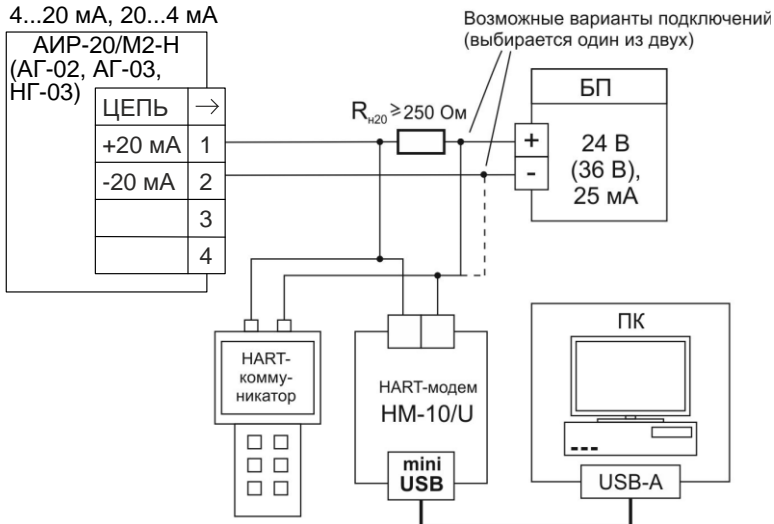 4...20 мА, 20...4 мА
АИР-20/М2-Н
(АГ-02, АГ-03,
НГ-03)
ЦЕПЬ →
+20 мА 1
-20 мА 2
3
4
Возможные варианты подключений
(выбирается один из двух)
Rн20 ≥250 Ом
БП
+
-
24 В
(36 В),
25 мА
HART-
комму-
никатор
HART-модем
НМ-10/U
mini
USB
ПК
USB-A